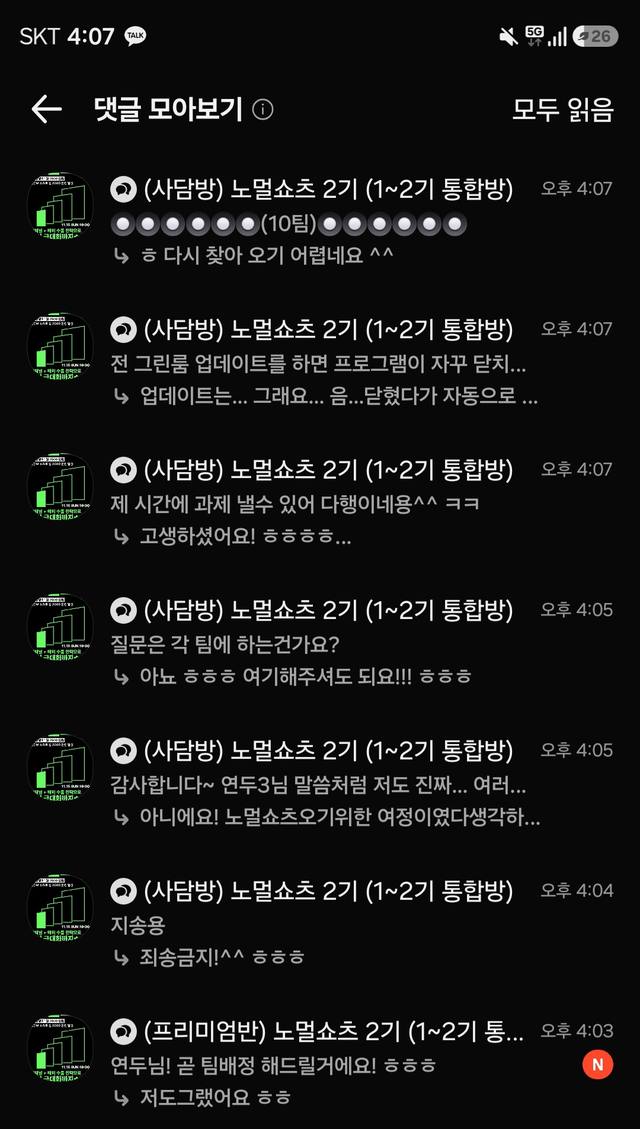 SKT 4:07 TALK 5G 26
댓글 모아보기 모두 읽음
(사담방) 노멀쇼츠 2기 (1~2기 통합방) 오후 4:07
(10팀)
ㅎ 다시 찾아 오기 어렵네요 ^^
(사담방) 노멀쇼츠 2기 (1~2기 통합방) 오후 4:07
전 그린룸 업데이트를 하면 프로그램이 자꾸 닫치...
업데이트는... 그래요... 음...닫혔다가 자동으로 ...
(사담방) 노멀쇼츠 2기 (1~2기 통합방) 오후 4:07
제 시간에 과제 낼수 있어 다행이네용^^ ㅋㅋ
고생하셨어요! ㅎㅎㅎㅎ...
(사담방) 노멀쇼츠 2기 (1~2기 통합방) 오후 4:05
질문은 각 팀에 하는건가요?
아뇨 ㅎㅎㅎ 여기해주셔도 되요!!! ㅎㅎㅎ
(사담방) 노멀쇼츠 2기 (1~2기 통합방) 오후 4:05
감사합니다~ 연두3님 말씀처럼 저도 진짜... 여러...
아니에요! 노멀쇼츠오기위한 여정이였다생각하...
(사담방) 노멀쇼츠 2기 (1~2기 통합방) 오후 4:04
지송용
죄송금지!^^ ㅎㅎㅎ
(프리미엄반) 노멀쇼츠 2기 (1~2기 통... 오후 4:03
연두님! 곧 팀배정 해드릴거에요! ㅎㅎㅎ N
저도그랬어요 ㅎㅎ